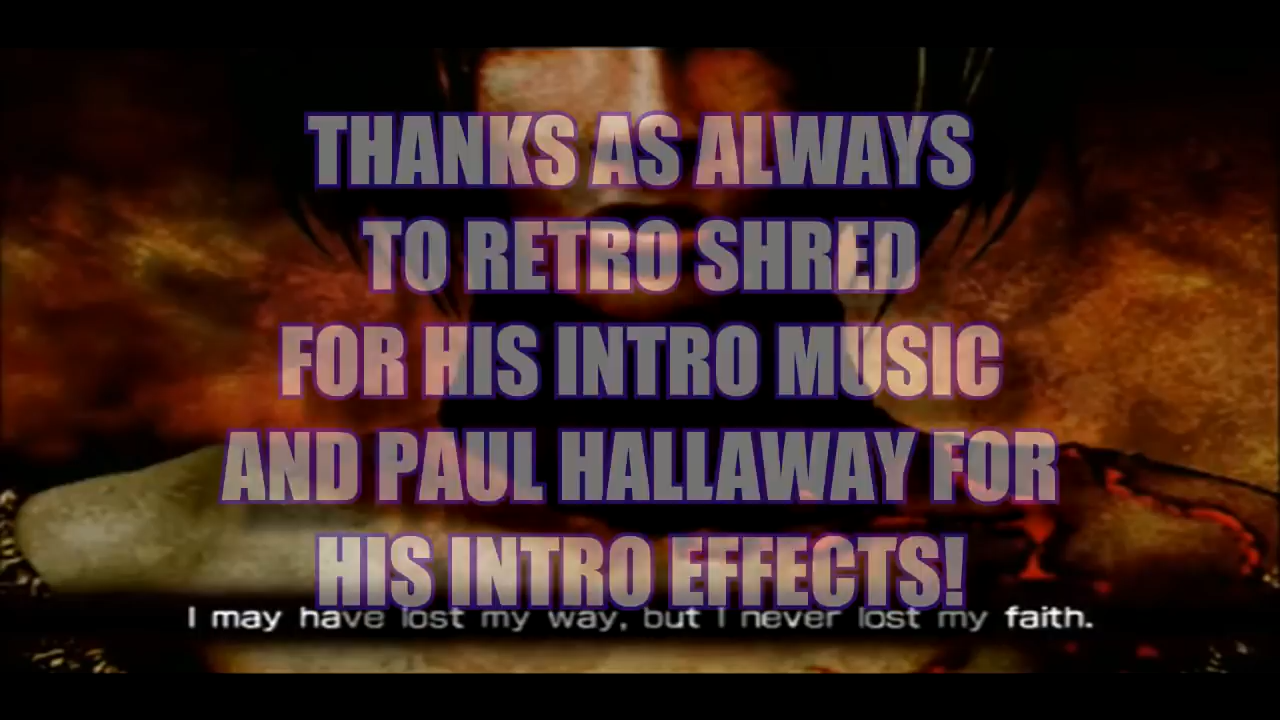 THANKS AS ALWAYS
TO RETRO SHRED
FOR HIS INTRO MUSIC
AND PAUL HALLAWAY FOR
HIS INTRO EFFECTS!
I may have lost my way, but I never lost my faith.